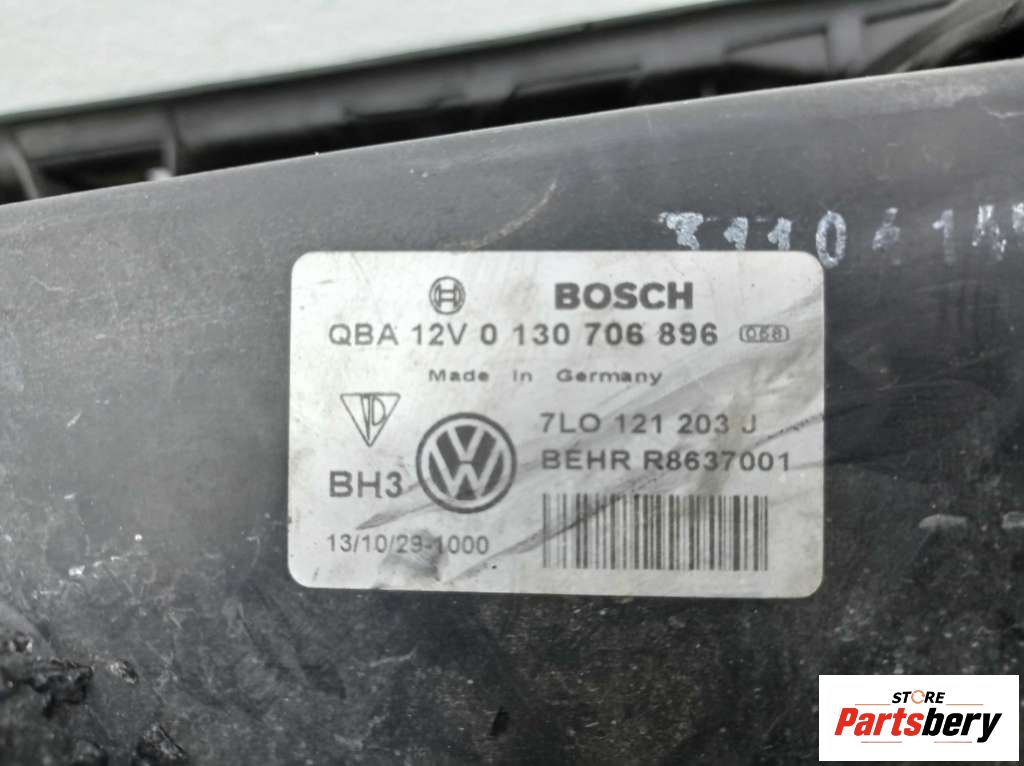 BOSCH
QBA 12V 0 130 706 896 058
Made in Germany
7LO 121 203 J
BEHR R8637001
BH3
13/10/29-1000
STORE
Partsbery